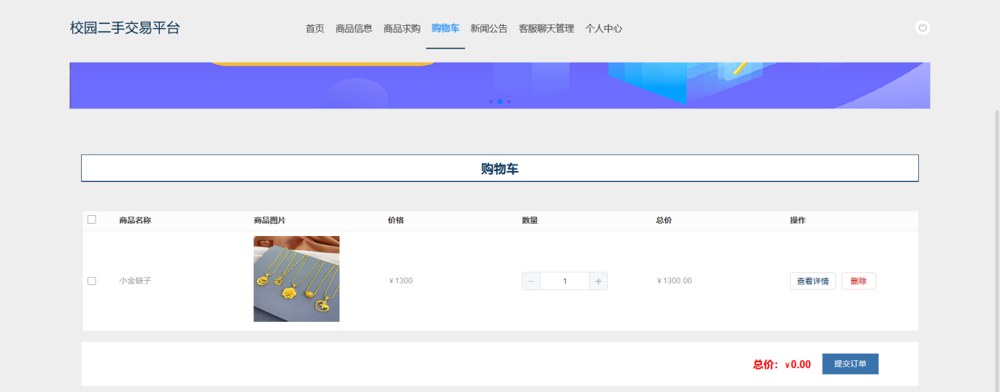 校园二手交易平台
首页 商品信息 商品求购 购物车 新闻公告 客服聊天管理 个人中心
购物车
商品名称 商品图片 价格 数量 总价 操作
小金链子 ¥1300 1 ¥1300.00 查看详情 删除
总价：¥0.00 提交订单